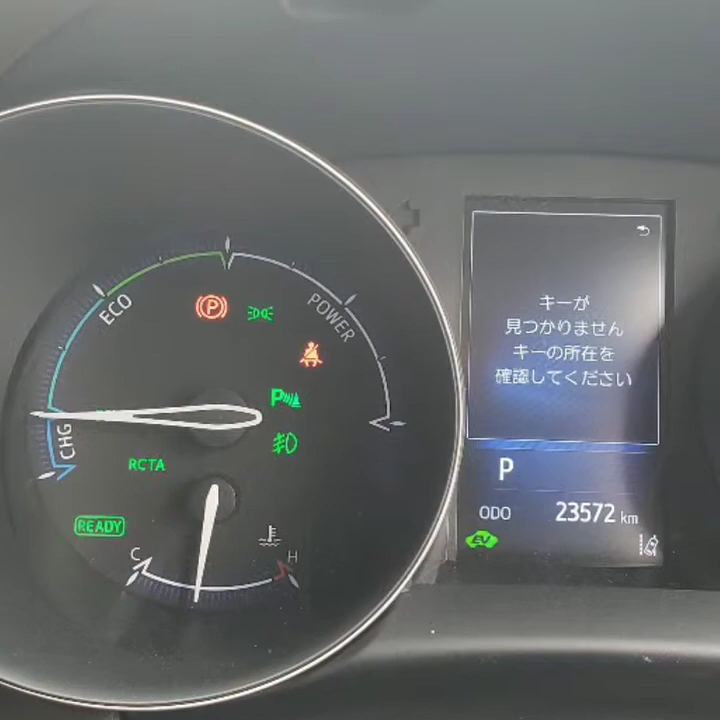 ECO
POWER
CHG
P
P
RCTA
READY
C
H
キーが
見つかりません
キーの所在を
確認してください
P
ODO 23572 km
EV